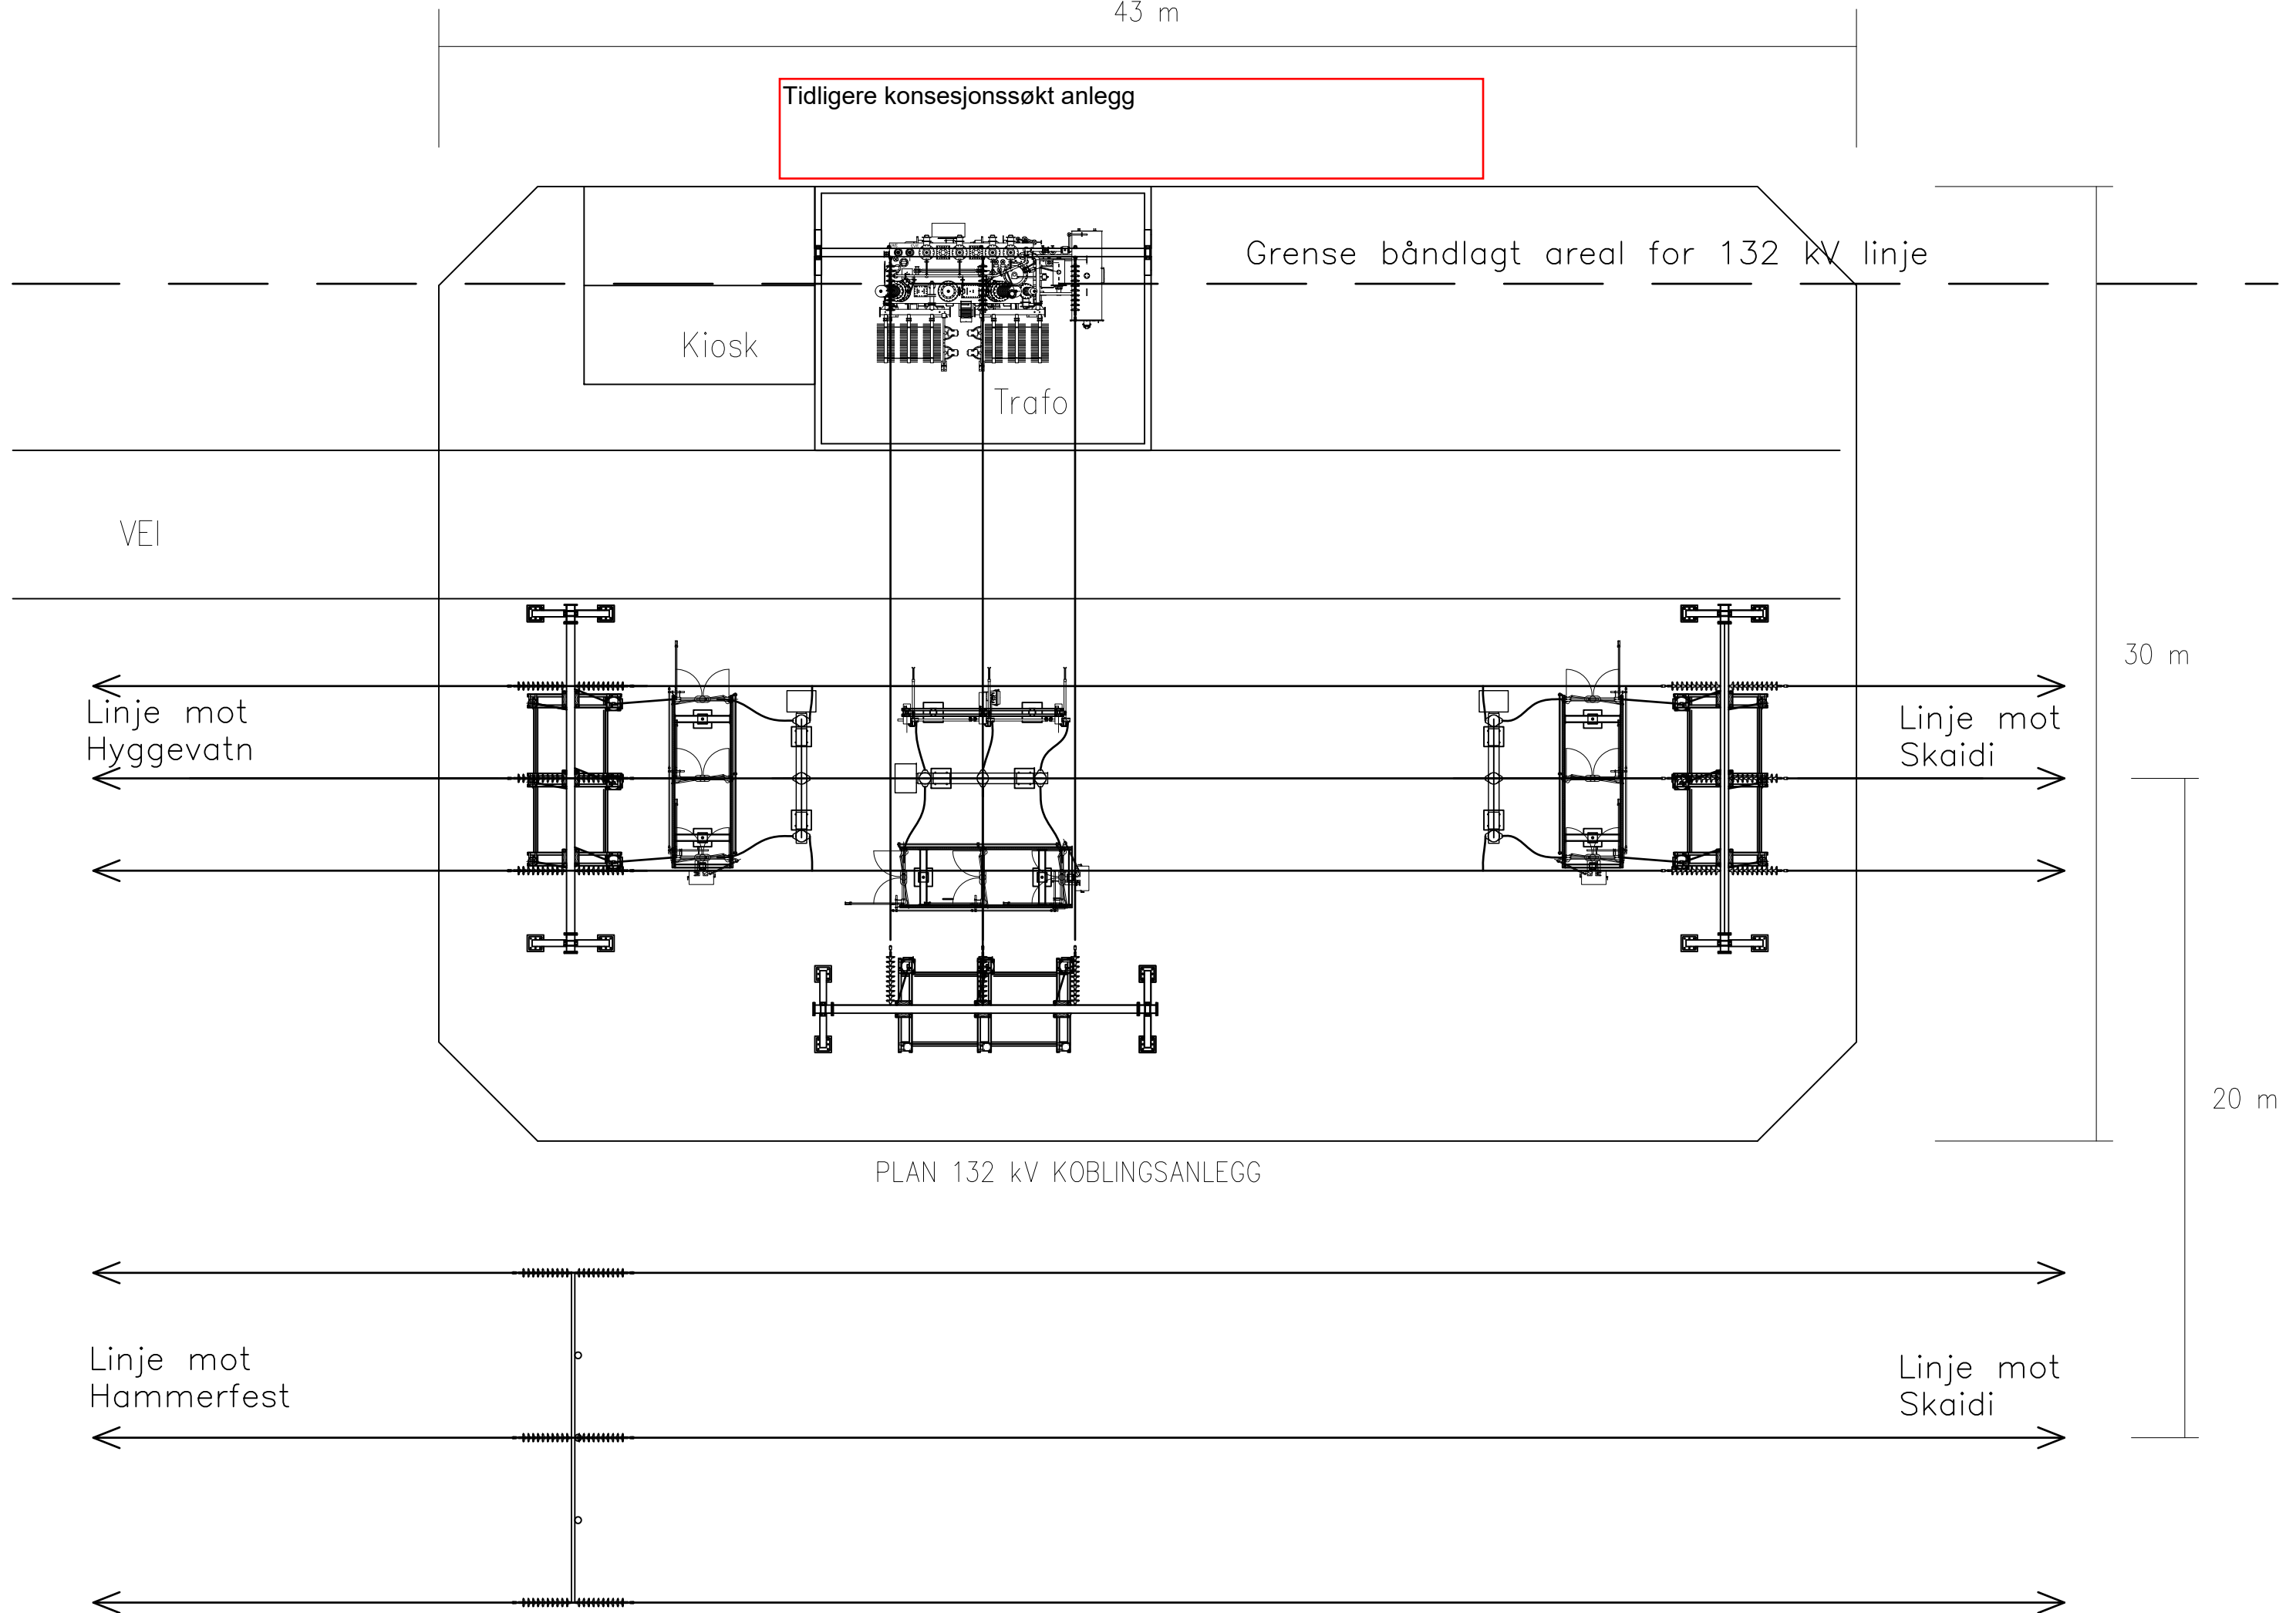 43 m
Tidligere konsesjonssøkt anlegg
Grense båndlagt areal for 132 kV linje
Kiosk
Trafo
VEI
30 m
Linje mot
Hyggevatn
Linje mot
Skaidi
20 m
PLAN 132 kV KOBLINGSANLEGG
Linje mot
Hammerfest
Linje mot
Skaidi